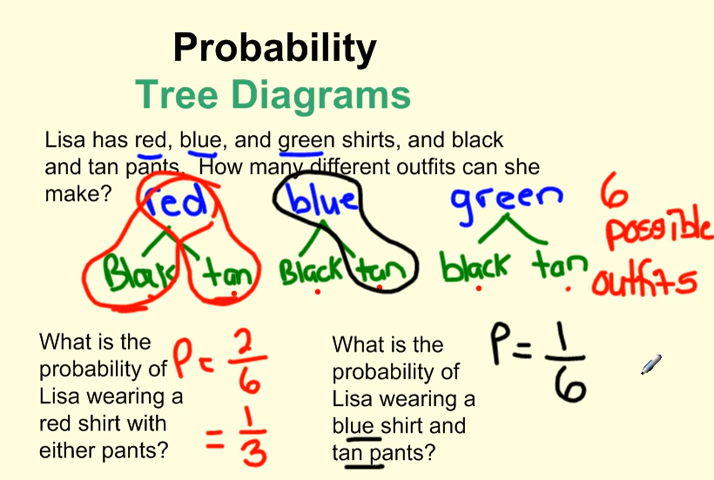 Probability
Tree Diagrams
Lisa has red, blue, and green shirts, and black
and tan pants. How many different outfits can she
make?
red blue green 6
possible
Black tan Black tan black tan outfits
What is the
probability of
Lisa wearing a
red shirt with
either pants?
P = 2/6
= 1/3
What is the
probability of
Lisa wearing a
blue shirt and
tan pants?
P = 1/6